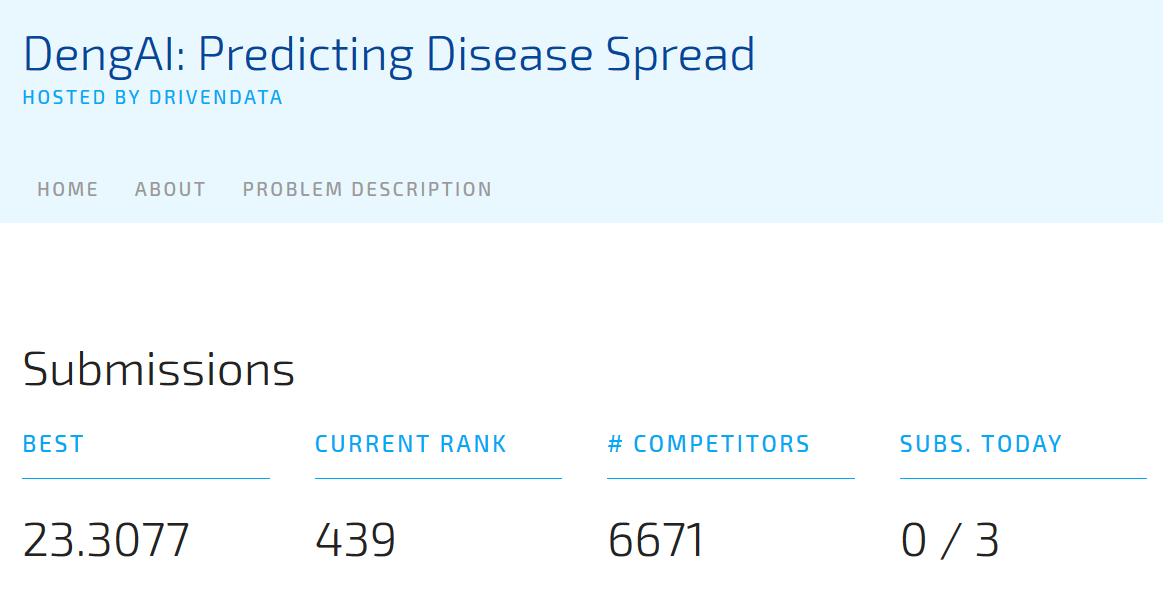 DengAI: Predicting Disease Spread
HOSTED BY DRIVENDATA
HOME ABOUT PROBLEM DESCRIPTION
Submissions
BEST CURRENT RANK # COMPETITORS SUBS. TODAY
23.3077 439 6671 0 / 3